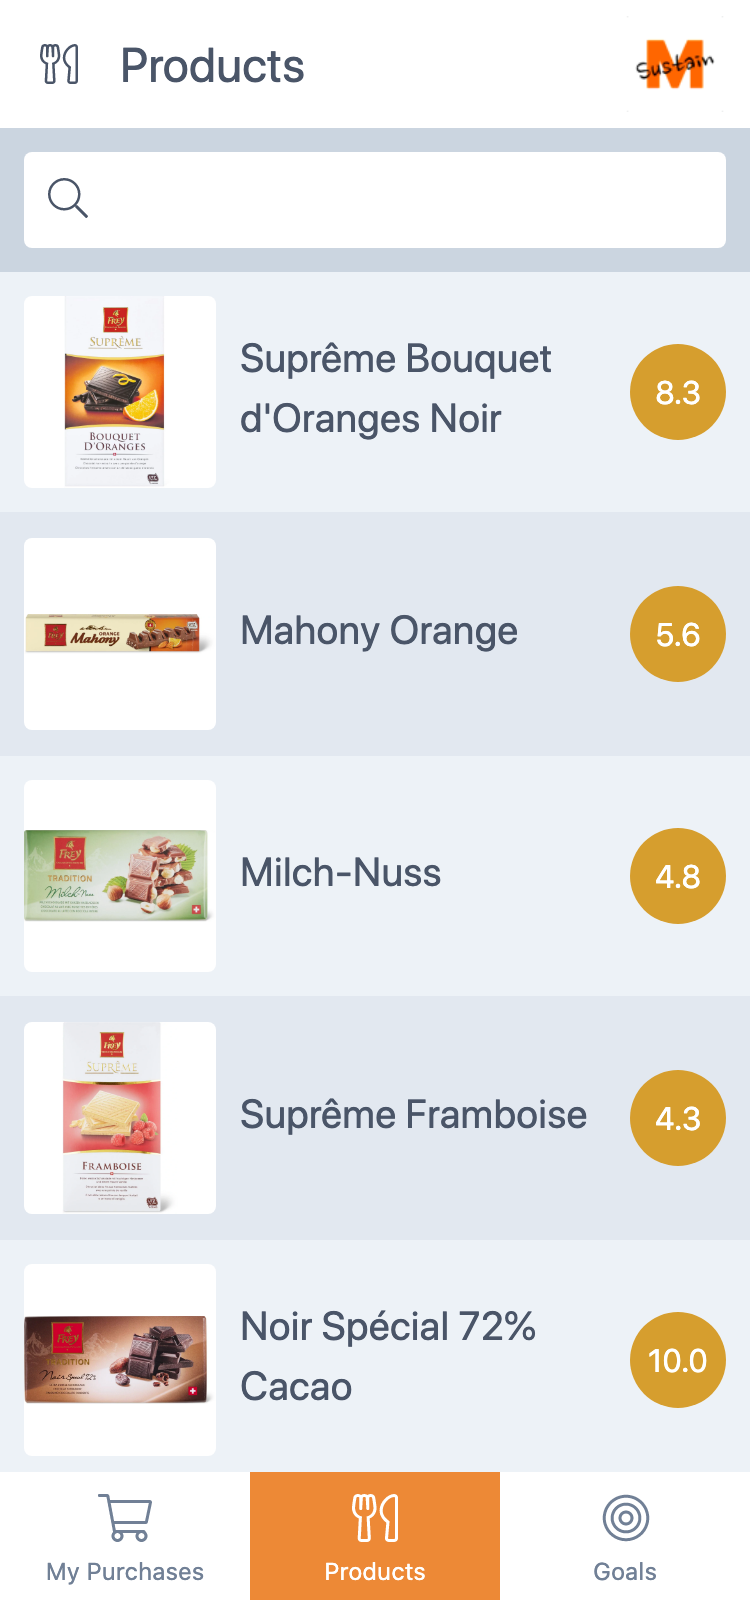 Products
Sustain
M
FREY
SUPRÊME
BOUQUET
D'ORANGES
Suprême Bouquet
d'Oranges Noir
8.3
FREY
ORANGE
Mahony
Mahony Orange
5.6
FREY
TRADITION
Milch-Nuss
Milch-Nuss
4.8
FREY
SUPRÊME
FRAMBOISE
Suprême Framboise
4.3
FREY
TRADITION
Noir Spécial 72%
Noir Spécial 72%
Cacao
10.0
My Purchases
Products
Goals